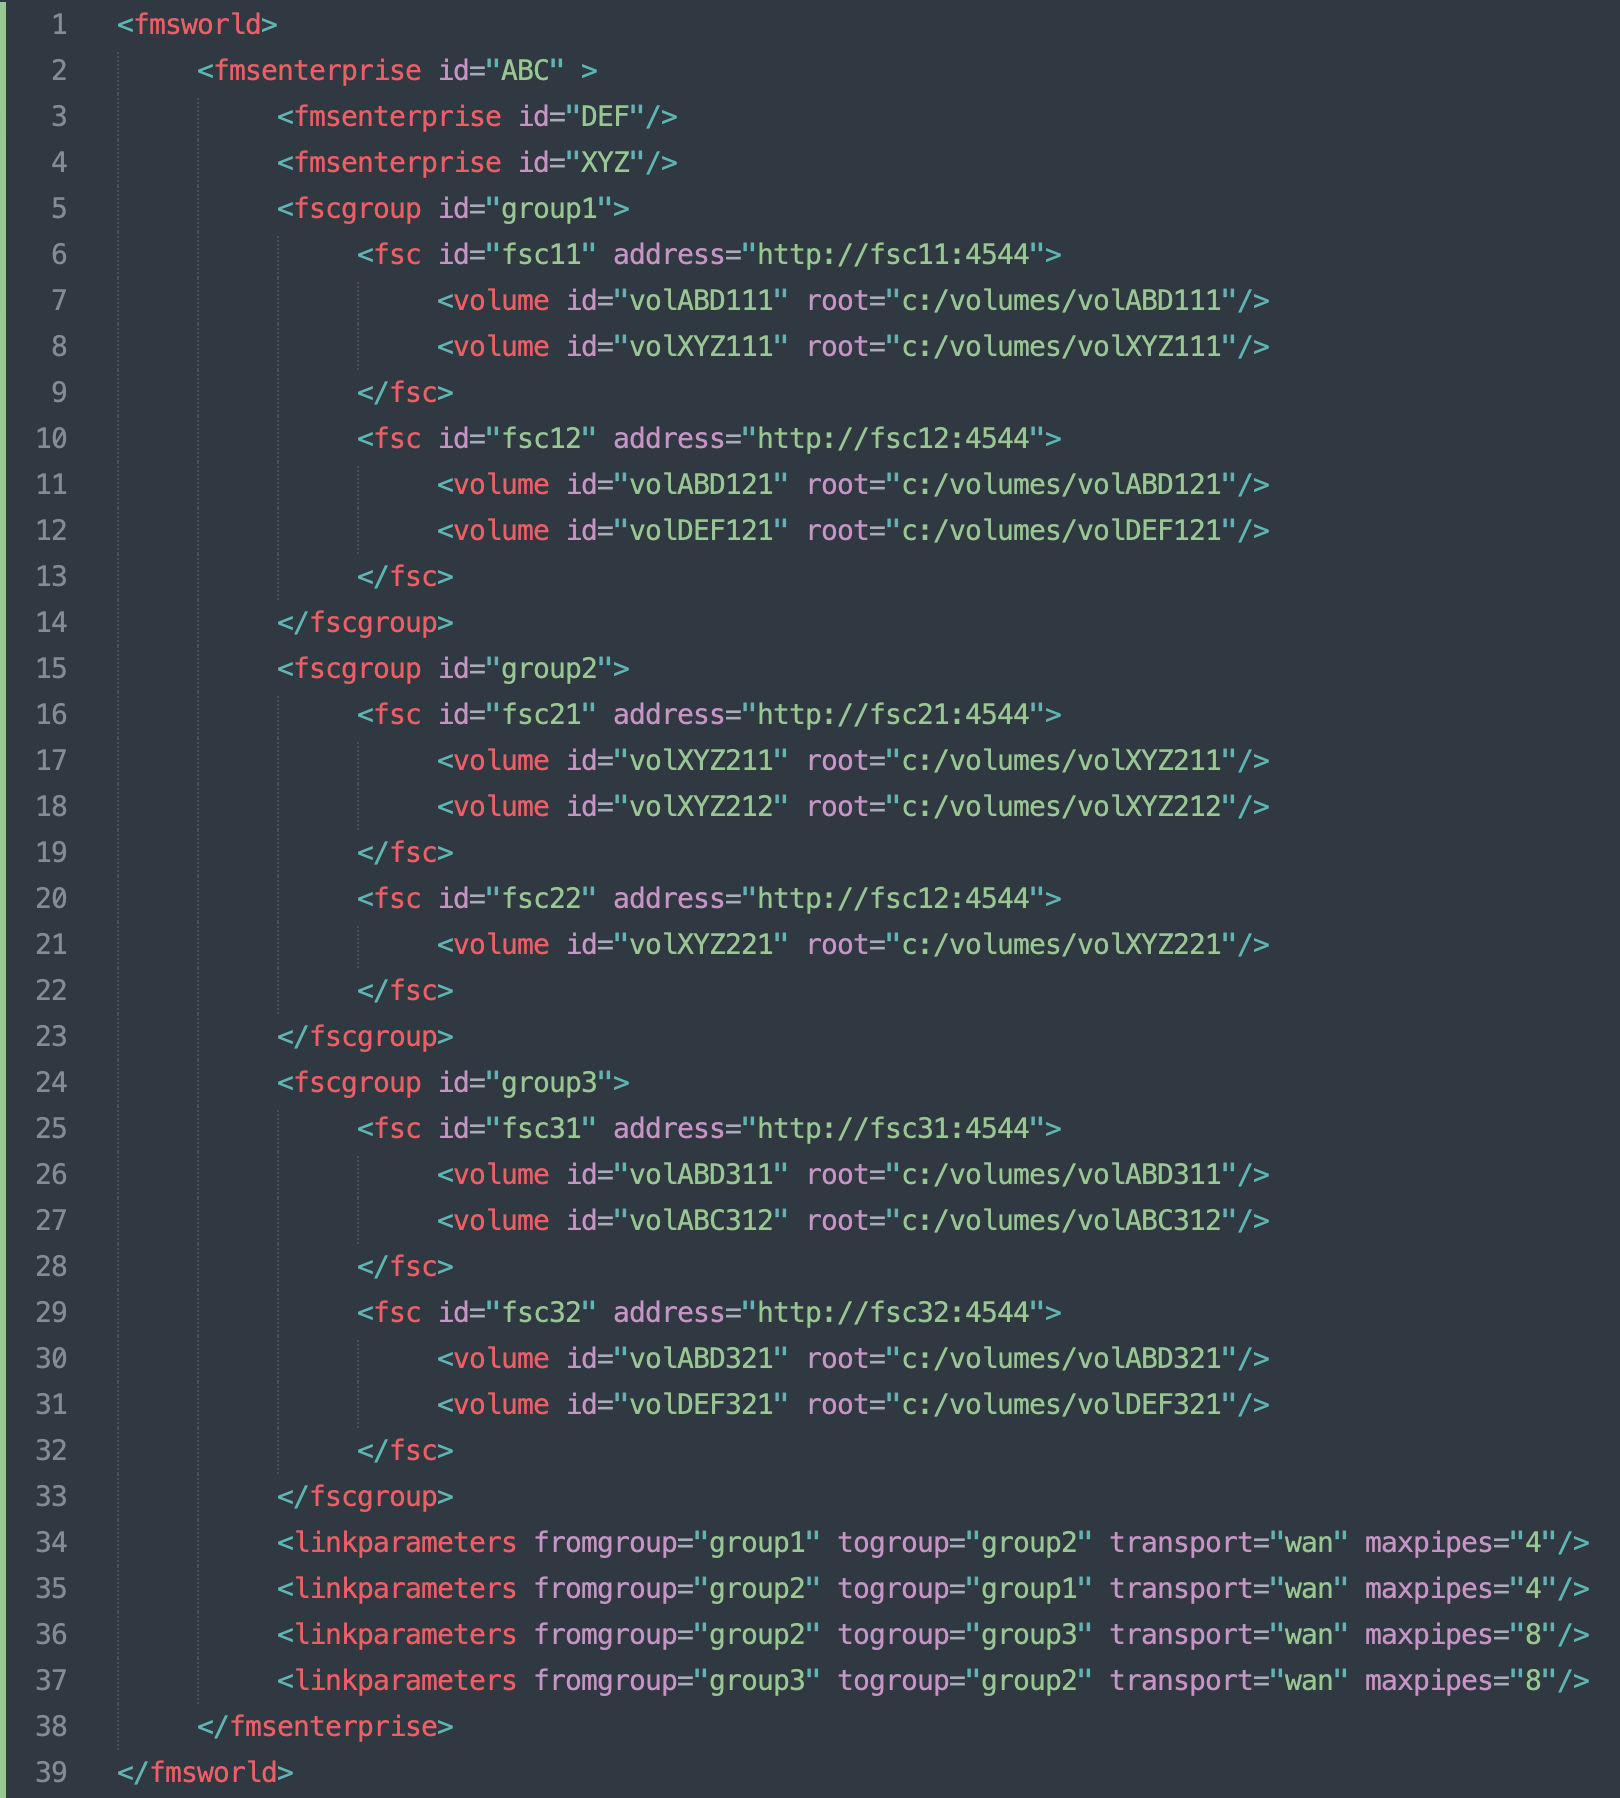 1 <fmsworld>
2 <fmsenterprise id="ABC" >
3 <fmsenterprise id="DEF"/>
4 <fmsenterprise id="XYZ"/>
5 <fscgroup id="group1">
6 <fsc id="fsc11" address="http://fsc11:4544">
7 <volume id="volABD111" root="c:/volumes/volABD111"/>
8 <volume id="volXYZ111" root="c:/volumes/volXYZ111"/>
9 </fsc>
10 <fsc id="fsc12" address="http://fsc12:4544">
11 <volume id="volABD121" root="c:/volumes/volABD121"/>
12 <volume id="volDEF121" root="c:/volumes/volDEF121"/>
13 </fsc>
14 </fscgroup>
15 <fscgroup id="group2">
16 <fsc id="fsc21" address="http://fsc21:4544">
17 <volume id="volXYZ211" root="c:/volumes/volXYZ211"/>
18 <volume id="volXYZ212" root="c:/volumes/volXYZ212"/>
19 </fsc>
20 <fsc id="fsc22" address="http://fsc12:4544">
21 <volume id="volXYZ221" root="c:/volumes/volXYZ221"/>
22 </fsc>
23 </fscgroup>
24 <fscgroup id="group3">
25 <fsc id="fsc31" address="http://fsc31:4544">
26 <volume id="volABD311" root="c:/volumes/volABD311"/>
27 <volume id="volABC312" root="c:/volumes/volABC312"/>
28 </fsc>
29 <fsc id="fsc32" address="http://fsc32:4544">
30 <volume id="volABD321" root="c:/volumes/volABD321"/>
31 <volume id="volDEF321" root="c:/volumes/volDEF321"/>
32 </fsc>
33 </fscgroup>
34 <linkparameters fromgroup="group1" togroup="group2" transport="wan" maxpipes="4"/>
35 <linkparameters fromgroup="group2" togroup="group1" transport="wan" maxpipes="4"/>
36 <linkparameters fromgroup="group2" togroup="group3" transport="wan" maxpipes="8"/>
37 <linkparameters fromgroup="group3" togroup="group2" transport="wan" maxpipes="8"/>
38 </fmsenterprise>
39 </fmsworld>